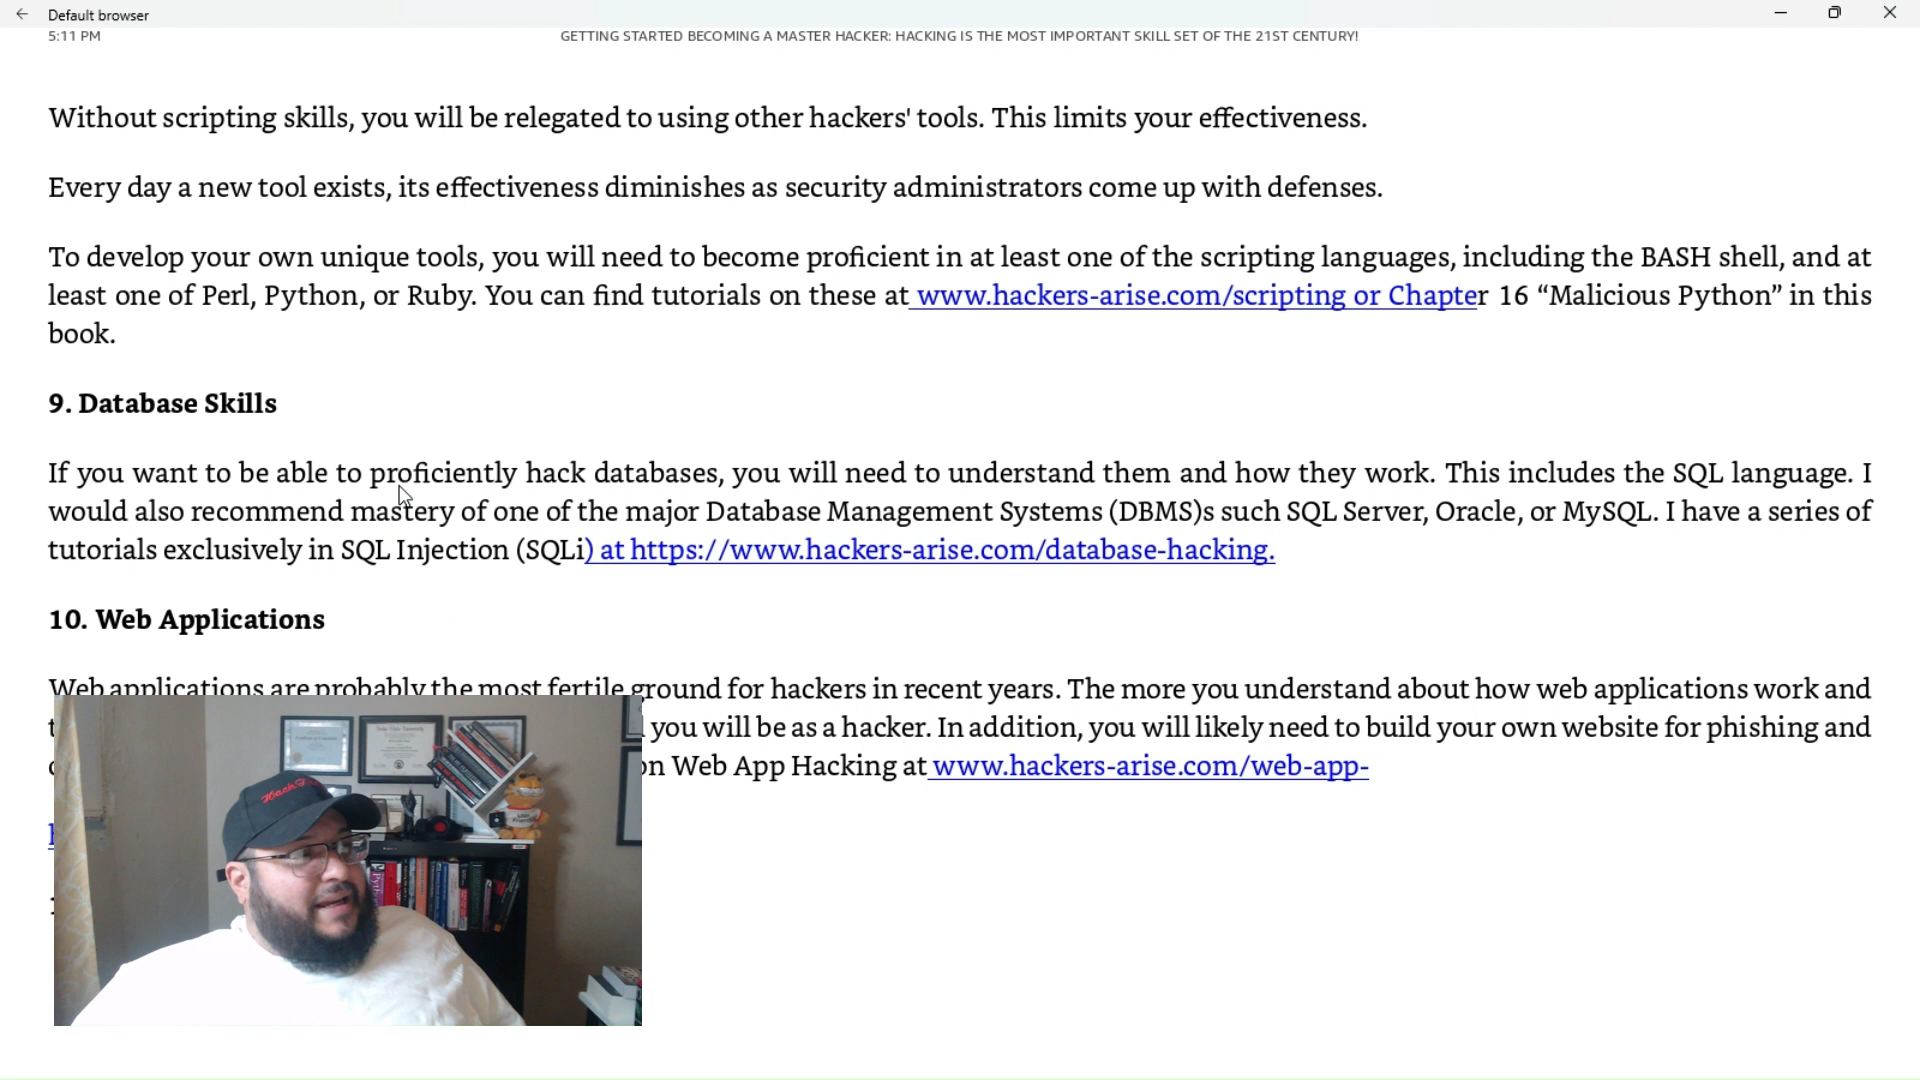 Default browser
5:11 PM
GETTING STARTED BECOMING A MASTER HACKER: HACKING IS THE MOST IMPORTANT SKILL SET OF THE 21ST CENTURY!
Without scripting skills, you will be relegated to using other hackers' tools. This limits your effectiveness.
Every day a new tool exists, its effectiveness diminishes as security administrators come up with defenses.
To develop your own unique tools, you will need to become proficient in at least one of the scripting languages, including the BASH shell, and at
least one of Perl, Python, or Ruby. You can find tutorials on these at www.hackers-arise.com/scripting or Chapter 16 “Malicious Python” in this
book.
9. Database Skills
If you want to be able to proficiently hack databases, you will need to understand them and how they work. This includes the SQL language. I
would also recommend mastery of one of the major Database Management Systems (DBMS)s such SQL Server, Oracle, or MySQL. I have a series of
tutorials exclusively in SQL Injection (SQLi) at https://www.hackers-arise.com/database-hacking.
10. Web Applications
Web applications are probably the most fertile ground for hackers in recent years. The more you understand about how web applications work and
you will be as a hacker. In addition, you will likely need to build your own website for phishing and
on Web App Hacking at www.hackers-arise.com/web-app-